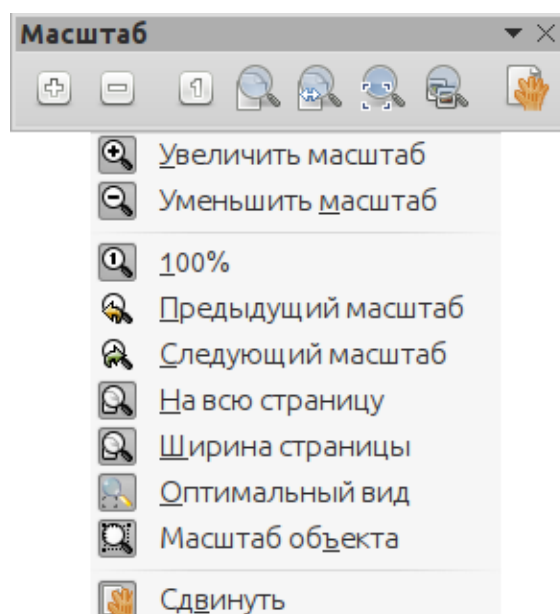 Масштаб
1
Увеличить масштаб
Уменьшить масштаб
100%
Предыдущий масштаб
Следующий масштаб
На всю страницу
Ширина страницы
Оптимальный вид
Масштаб объекта
Сдвинуть